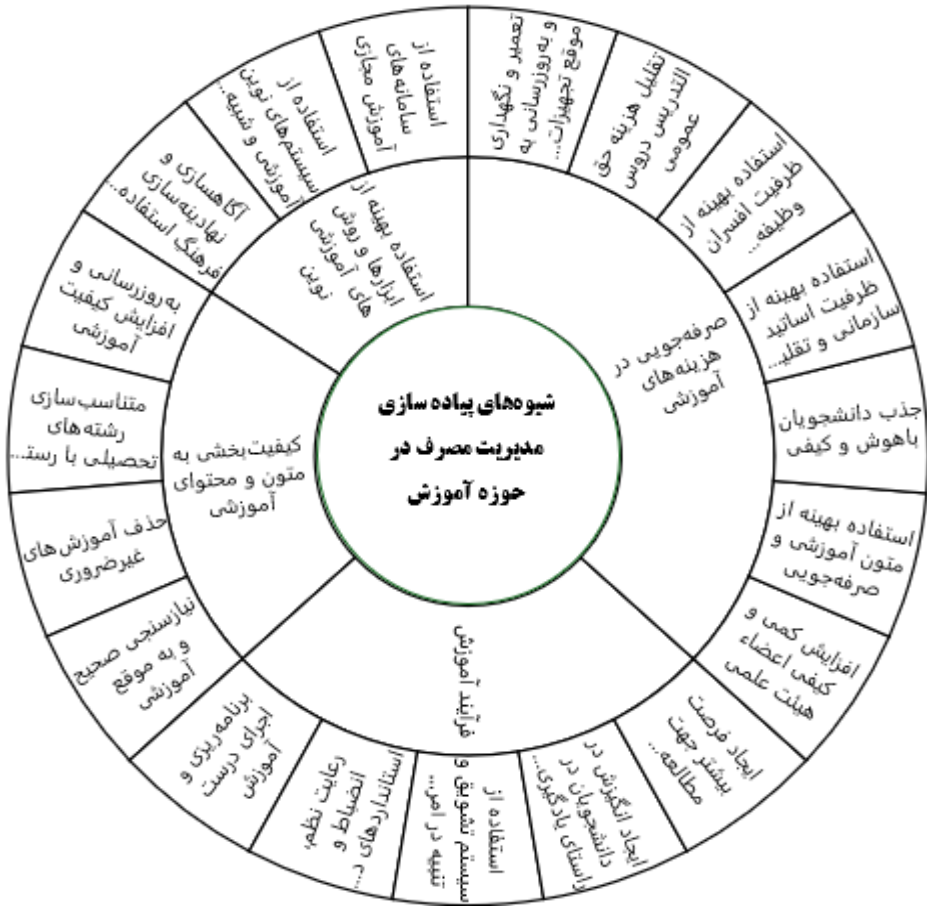 شیوه‌های پیاده سازی
مدیریت مصرف در
حوزه آموزش
صرفه‌جویی در
هزینه‌های
آموزشی
تعمیر و نگهداری
و به‌روزرسانی به
موقع تجهیزات...
تقلیل هزینه حق
التدریس دروس
عمومی
استفاده بهینه از
ظرفیت افسران
وظیفه...
استفاده بهینه از
ظرفیت اساتید
سازمانی و تقلی...
جذب دانشجویان
باهوش و کیفی
استفاده بهینه از
متون آموزشی و
صرفه‌جویی
افزایش کمی و
کیفی اعضاء
هیئت علمی
فرآیند آموزش
ایجاد فرصت
بیشتر جهت
مطالعه...
ایجاد انگیزش در
دانشجویان در
راستای یادگیری...
استفاده از
سیستم تشویق و
تنبیه در امر...
رعایت نظم،
انضباط و
استانداردهای د...
برنامه‌ریزی و
اجرای درست
آموزش
کیفیت‌بخشی به
متون و محتوای
آموزشی
نیازسنجی صحیح
و به موقع
آموزشی
حذف آموزش‌های
غیرضروری
متناسب‌سازی
رشته‌های
تحصیلی با رست...
به‌روزرسانی و
افزایش کیفیت
آموزشی
استفاده بهینه از
ابزارها و روش
های آموزشی
نوین
آگاهسازی و
نهادینه‌سازی
فرهنگ استفاده...
استفاده از
سیستم‌های نوین
آموزشی و شبیه...
استفاده از
سامانه‌های
آموزش مجازی